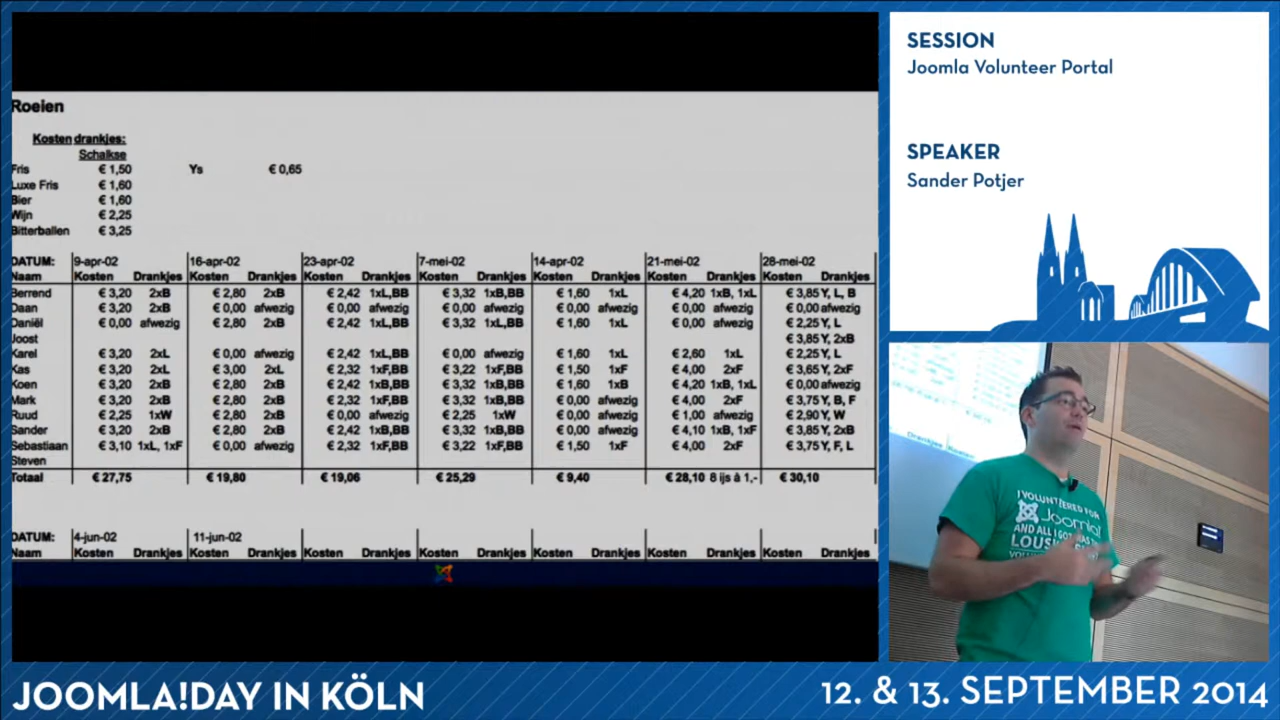 Roeien
Kosten drankjes:
Schalkse
Fris € 1,50 Ys € 0,65
Luxe Fris € 1,60
Bier € 1,60
Wijn € 2,25
Bitterballen € 3,25
DATUM: 9-apr-02 16-apr-02 23-apr-02 7-mei-02 14-apr-02 21-mei-02 28-mei-02
Naam Kosten Drankjes Kosten Drankjes Kosten Drankjes Kosten Drankjes Kosten Drankjes Kosten Drankjes Kosten Drankjes
Berrend € 3,20 2xB € 2,80 2xB € 2,42 1xL,BB € 3,32 1xB,BB € 1,60 1xL € 4,20 1xB, 1xL € 3,85 Y, L, B
Daan € 3,20 2xB € 0,00 afwezig € 0,00 afwezig € 0,00 afwezig € 0,00 afwezig € 0,00 afwezig € 0,00 afwezig
Daniël € 0,00 afwezig € 2,80 2xB € 2,42 1xL,BB € 3,32 1xL,BB € 1,60 1xL € 0,00 afwezig € 2,25 Y, L
Joost € 3,85 Y, 2xB
Karel € 3,20 2xL € 0,00 afwezig € 2,42 1xL,BB € 0,00 afwezig € 1,60 1xL € 2,60 1xL € 2,25 Y, L
Kas € 3,20 2xL € 3,00 2xL € 2,32 1xF,BB € 3,22 1xF,BB € 1,50 1xF € 4,00 2xF € 3,65 Y, 2xF
Koen € 3,20 2xB € 2,80 2xB € 2,42 1xB,BB € 3,32 1xB,BB € 1,60 1xB € 4,20 1xB, 1xL € 0,00 afwezig
Mark € 3,20 2xB € 2,80 2xB € 2,32 1xF,BB € 3,32 1xB,BB € 0,00 afwezig € 4,00 2xF € 3,75 Y, B, F
Ruud € 2,25 1xW € 2,80 2xB € 0,00 afwezig € 2,25 1xW € 0,00 afwezig € 1,00 afwezig € 2,90 Y, W
Sander € 3,20 2xB € 2,80 2xB € 2,42 1xB,BB € 3,32 1xB,BB € 0,00 afwezig € 4,10 1xB, 1xF € 3,85 Y, 2xB
Sebastiaan € 3,10 1xL, 1xF € 0,00 afwezig € 2,32 1xF,BB € 3,22 1xF,BB € 1,50 1xF € 4,00 2xF € 3,75 Y, F, L
Steven
Totaal € 27,75 € 19,80 € 19,06 € 25,29 € 9,40 € 28,10 8 ijs à 1,- € 30,10
DATUM: 4-jun-02 11-jun-02
Naam Kosten Drankjes Kosten Drankjes Kosten Drankjes Kosten Drankjes Kosten Drankjes Kosten Drankjes Kosten Drankjes
SESSION
Joomla Volunteer Portal
SPEAKER
Sander Potjer
I VOLUNTEERED FOR
Joomla!
AND ALL I GOT WAS
JOOMLA!DAY IN KÖLN
12. & 13. SEPTEMBER 2014